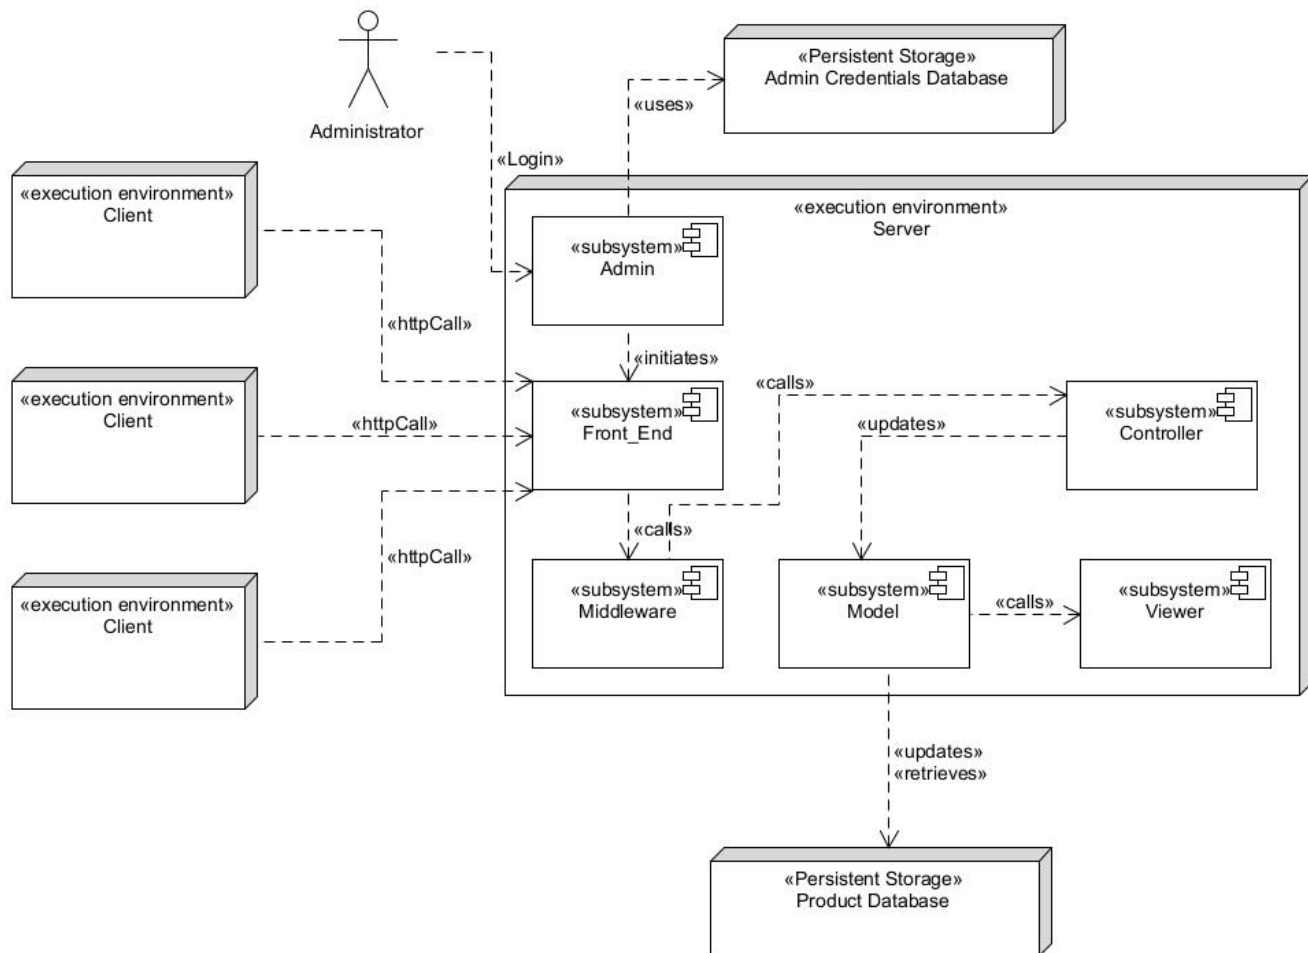 «Persistent Storage»
Admin Credentials Database
«uses»
Administrator
«Login»
«execution environment»
Client
«execution environment»
Server
«subsystem»
Admin
«httpCall»
«initiates»
«execution environment»
Client
«calls»
«subsystem»
Front_End
«httpCall»
«updates»
«subsystem»
Controller
«httpCall»
«calls»
«execution environment»
Client
«subsystem»
Middleware
«subsystem»
Model
«calls»
«subsystem»
Viewer
«updates»
«retrieves»
«Persistent Storage»
Product Database